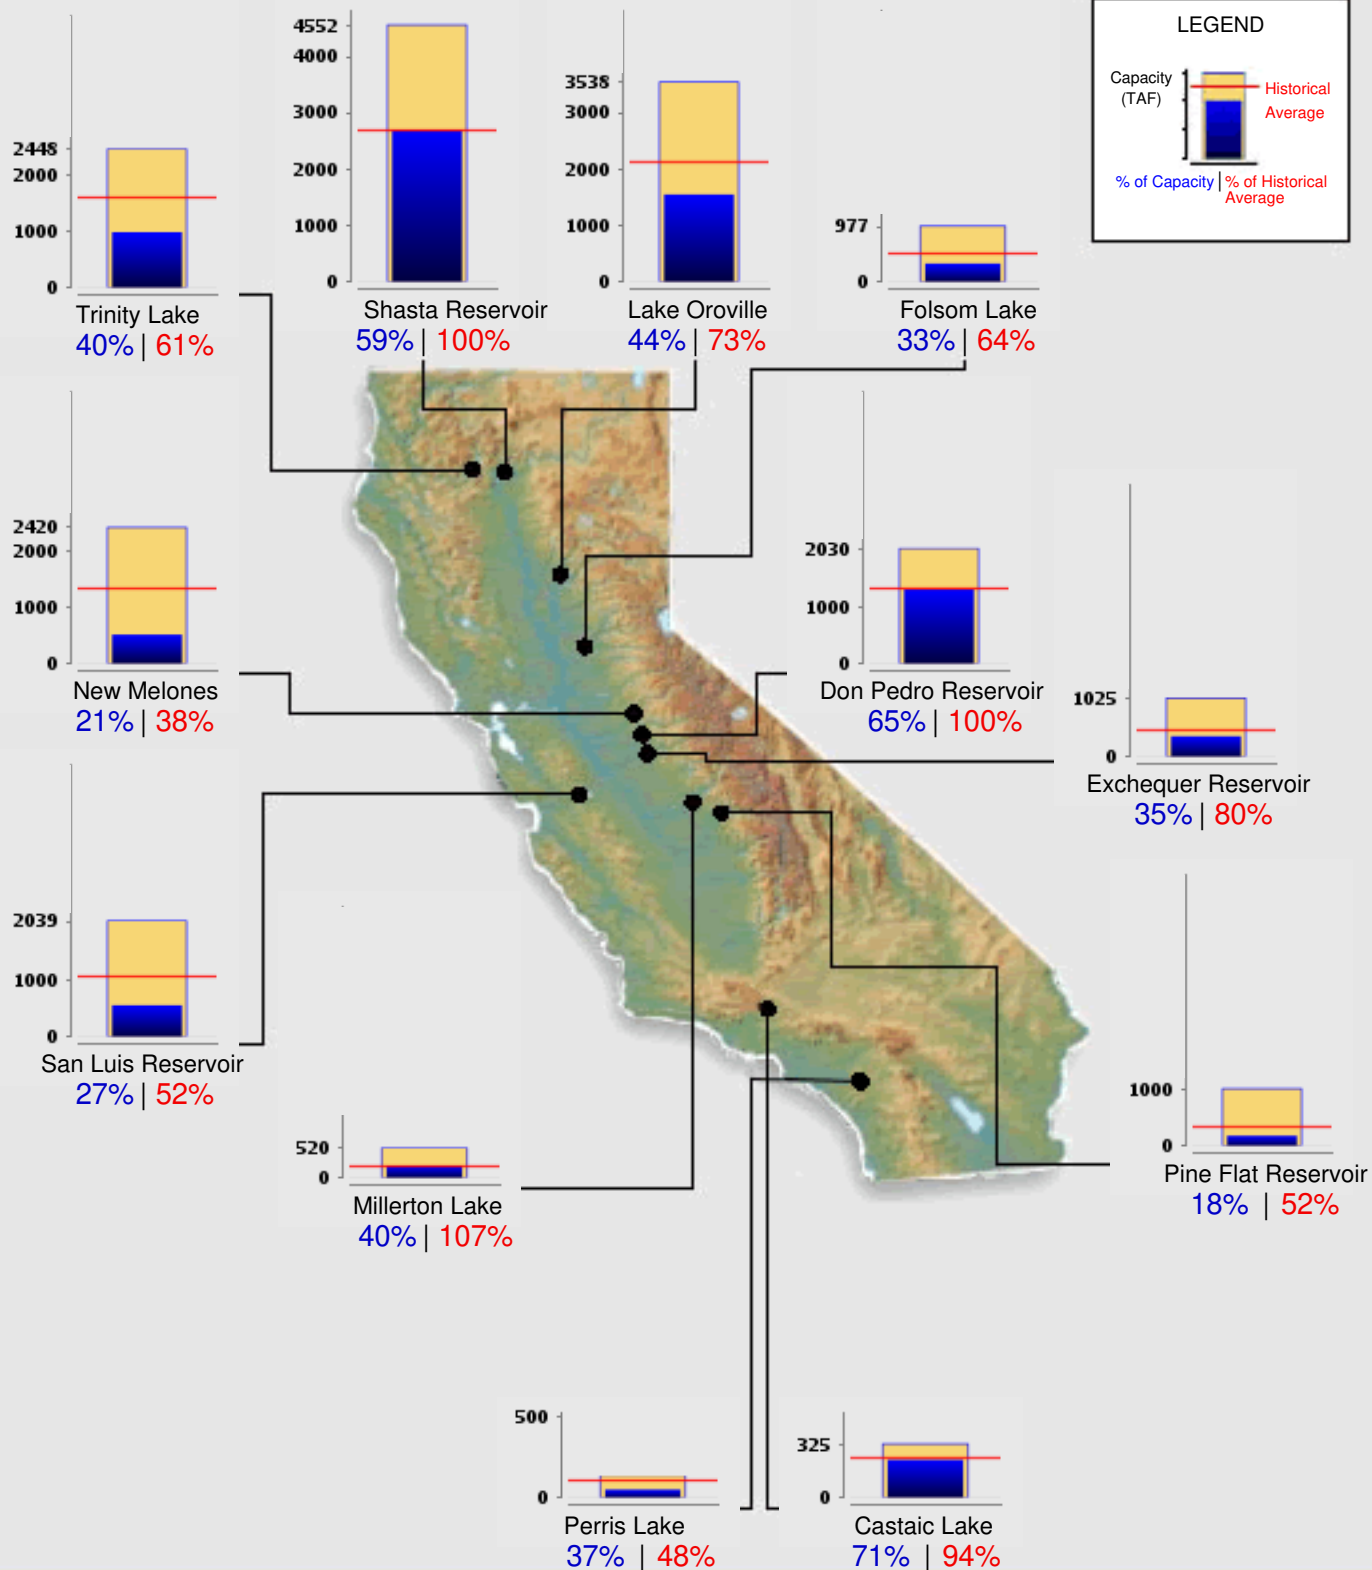 LEGEND
Capacity
(TAF)
Historical
Average
% of Capacity | % of Historical
Average
2448
2000
1000
0
Trinity Lake
40% | 61%
4552
4000
3000
2000
1000
0
Shasta Reservoir
59% | 100%
3538
3000
2000
1000
0
Lake Oroville
44% | 73%
977
0
Folsom Lake
33% | 64%
2420
2000
1000
0
New Melones
21% | 38%
2030
1000
0
Don Pedro Reservoir
65% | 100%
1025
0
Exchequer Reservoir
35% | 80%
2039
1000
0
San Luis Reservoir
27% | 52%
520
0
Millerton Lake
40% | 107%
1000
0
Pine Flat Reservoir
18% | 52%
500
0
Perris Lake
37% | 48%
325
0
Castaic Lake
71% | 94%